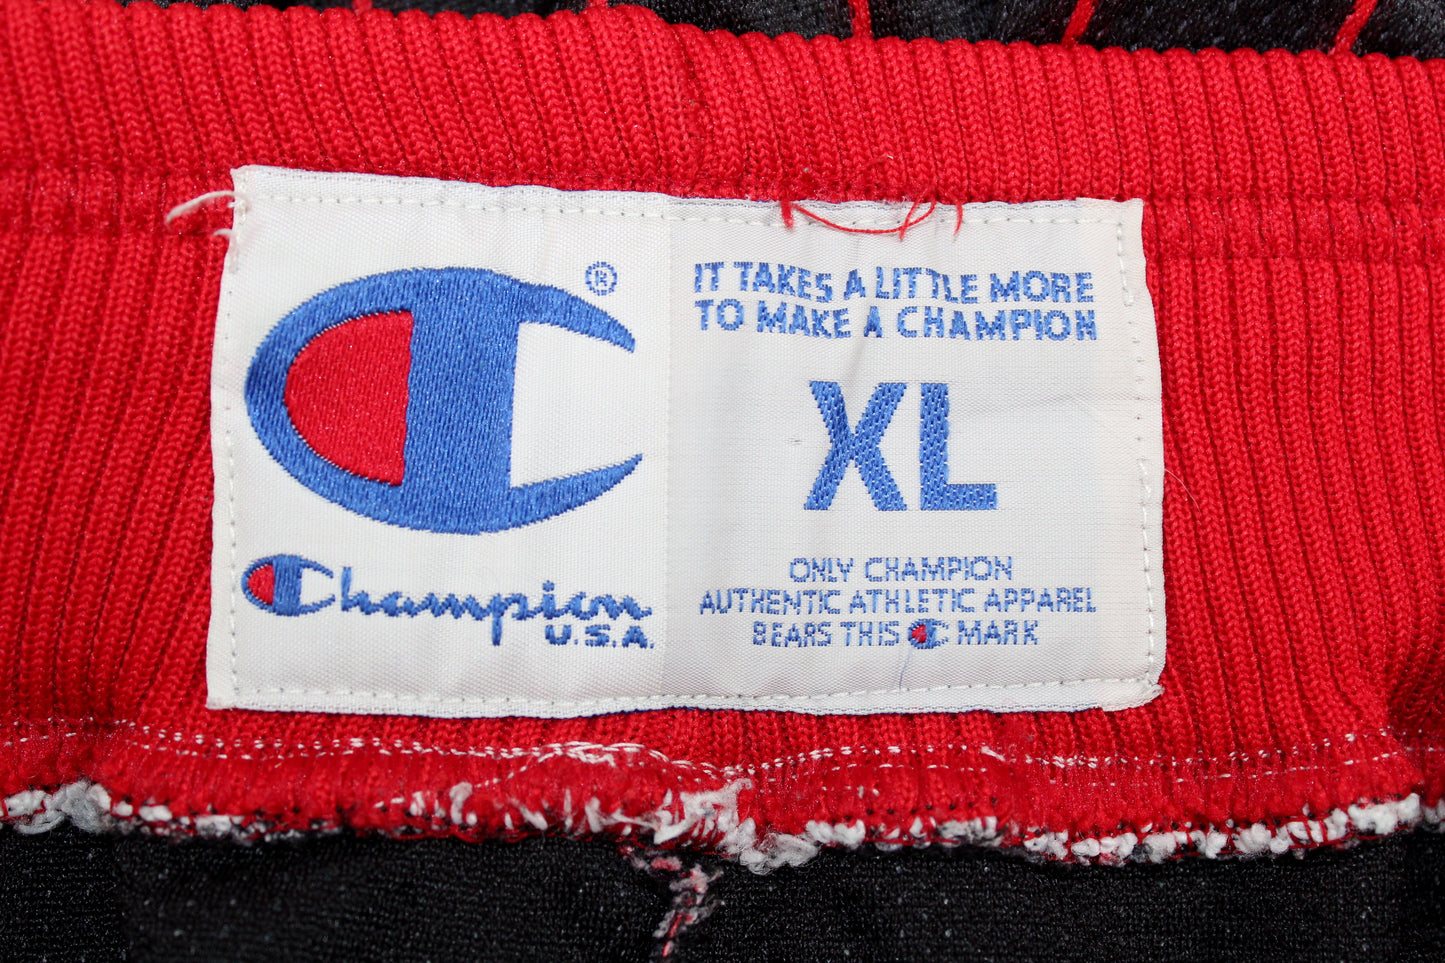 ®
Champion
U.S.A.
IT TAKES A LITTLE MORE
TO MAKE A CHAMPION
XL
ONLY CHAMPION
AUTHENTIC ATHLETIC APPAREL
BEARS THIS C MARK